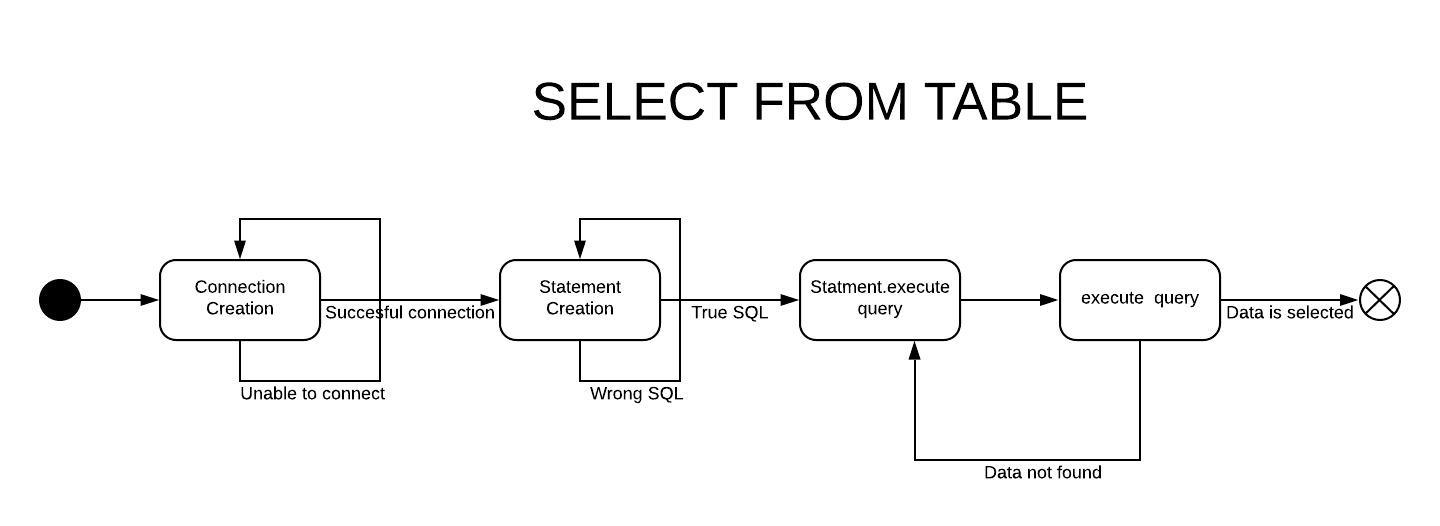 SELECT FROM TABLE
Connection
Creation
Succesful connection
Unable to connect
Statement
Creation
True SQL
Wrong SQL
Statment.execute
query
execute query
Data is selected
Data not found